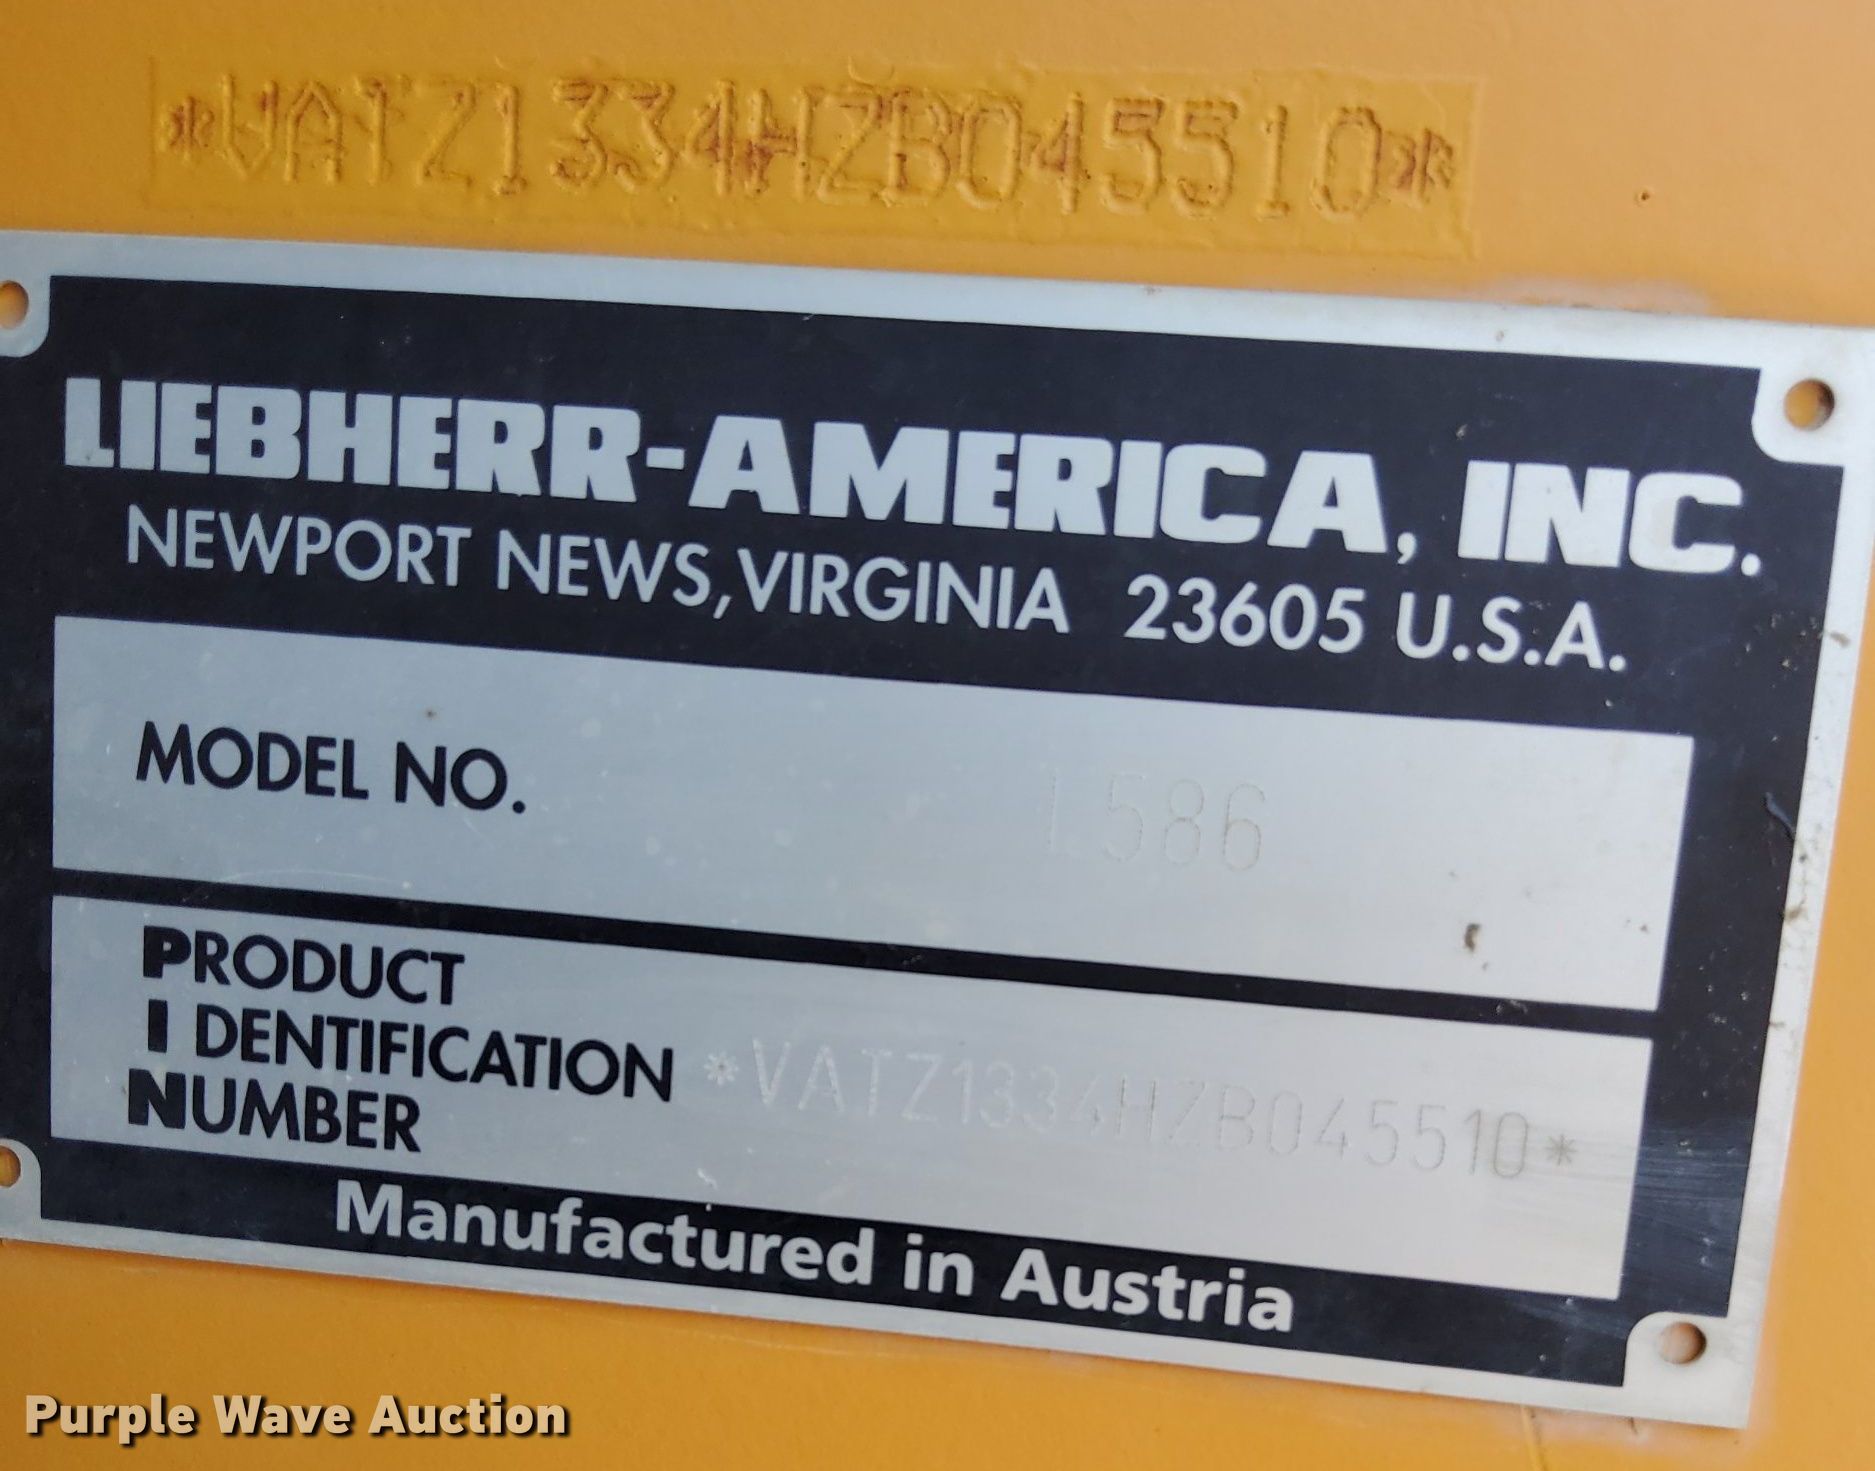 *VATZ1334HZB045510*
LIEBHERR-AMERICA, INC.
NEWPORT NEWS, VIRGINIA 23605 U.S.A.
MODEL NO. L586
PRODUCT
IDENTIFICATION *VATZ1334HZB045510*
NUMBER
Manufactured in Austria
Purple Wave Auction